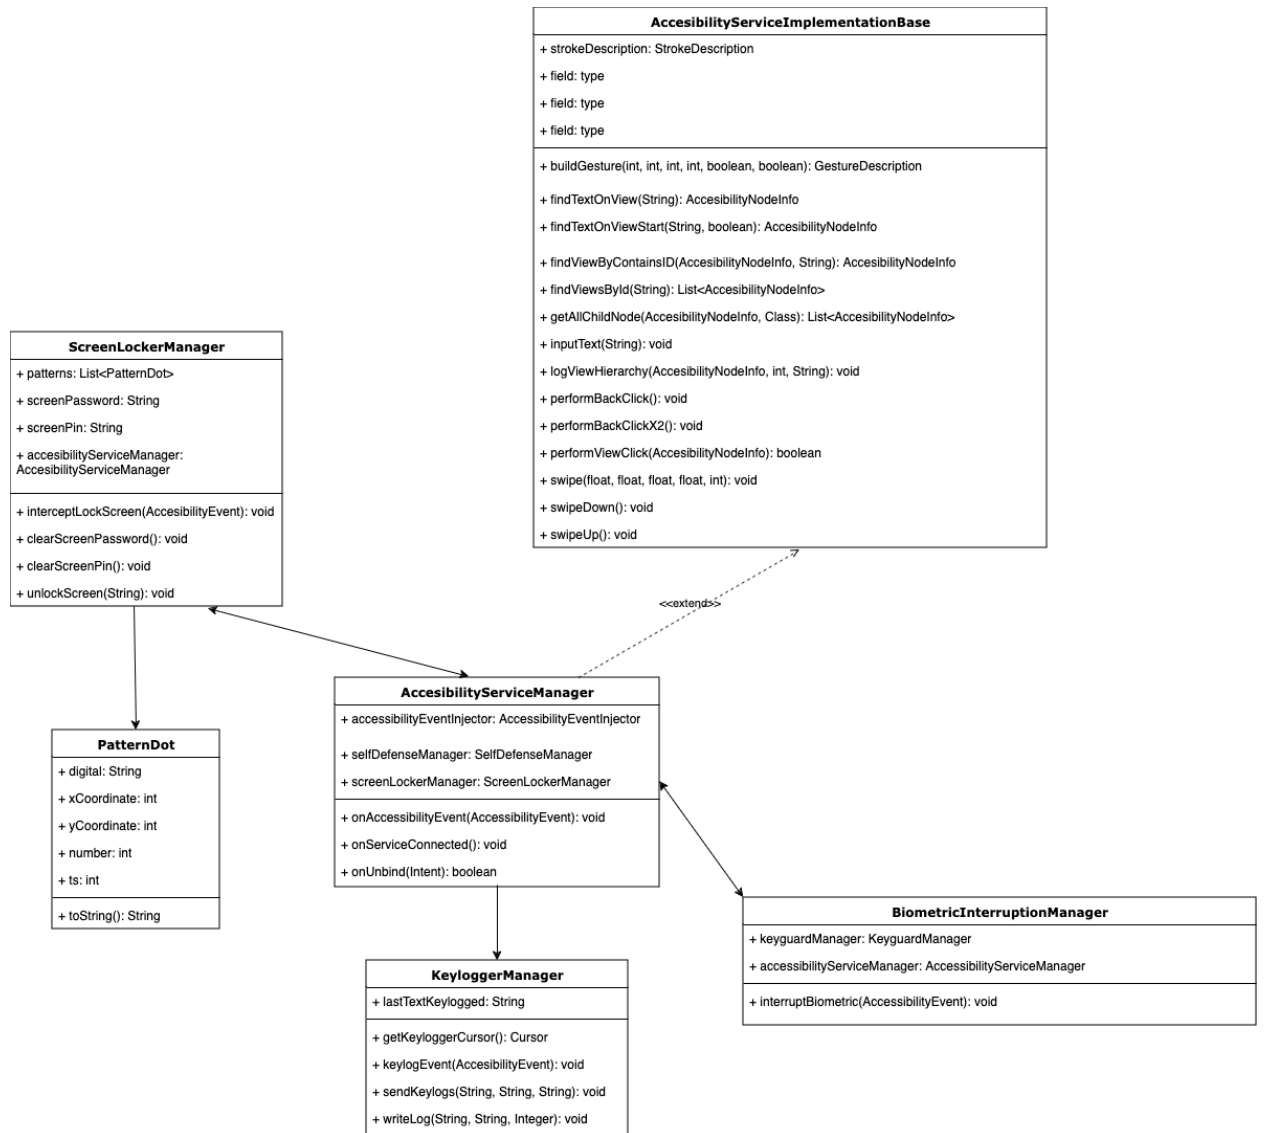 AccesibilityServiceImplementationBase
+ strokeDescription: StrokeDescription
+ field: type
+ field: type
+ field: type
+ buildGesture(int, int, int, int, boolean, boolean): GestureDescription
+ findTextOnView(String): AccesibilityNodeInfo
+ findTextOnViewStart(String, boolean): AccesibilityNodeInfo
+ findViewByContainsID(AccesibilityNodeInfo, String): AccesibilityNodeInfo
+ findViewsById(String): List<AccesibilityNodeInfo>
+ getAllChildNode(AccesibilityNodeInfo, Class): List<AccesibilityNodeInfo>
+ inputText(String): void
+ logViewHierarchy(AccesibilityNodeInfo, int, String): void
+ performBackClick(): void
+ performBackClickX2(): void
+ performViewClick(AccesibilityNodeInfo): boolean
+ swipe(float, float, float, float, int): void
+ swipeDown(): void
+ swipeUp(): void
ScreenLockerManager
+ patterns: List<PatternDot>
+ screenPassword: String
+ screenPin: String
+ accesibilityServiceManager:
AccesibilityServiceManager
+ interceptLockScreen(AccesibilityEvent): void
+ clearScreenPassword(): void
+ clearScreenPin(): void
+ unlockScreen(String): void
<<extend>>
AccesibilityServiceManager
+ accessibilityEventInjector: AccessibilityEventInjector
+ selfDefenseManager: SelfDefenseManager
+ screenLockerManager: ScreenLockerManager
+ onAccessibilityEvent(AccessibilityEvent): void
+ onServiceConnected(): void
+ onUnbind(Intent): boolean
PatternDot
+ digital: String
+ xCoordinate: int
+ yCoordinate: int
+ number: int
+ ts: int
+ toString(): String
BiometricInterruptionManager
+ keyguardManager: KeyguardManager
+ accessibilityServiceManager: AccessibilityServiceManager
+ interruptBiometric(AccessibilityEvent): void
KeyloggerManager
+ lastTextKeylogged: String
+ getKeyloggerCursor(): Cursor
+ keylogEvent(AccesibilityEvent): void
+ sendKeylogs(String, String, String): void
+ writeLog(String, String, Integer): void